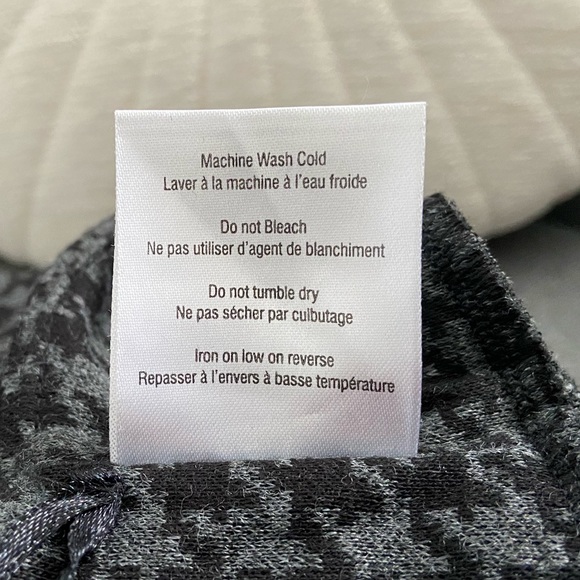 Machine Wash Cold
Laver à la machine à l'eau froide
Do not Bleach
Ne pas utiliser d'agent de blanchiment
Do not tumble dry
Ne pas sécher par culbutage
Iron on low on reverse
Repasser à l'envers à basse température